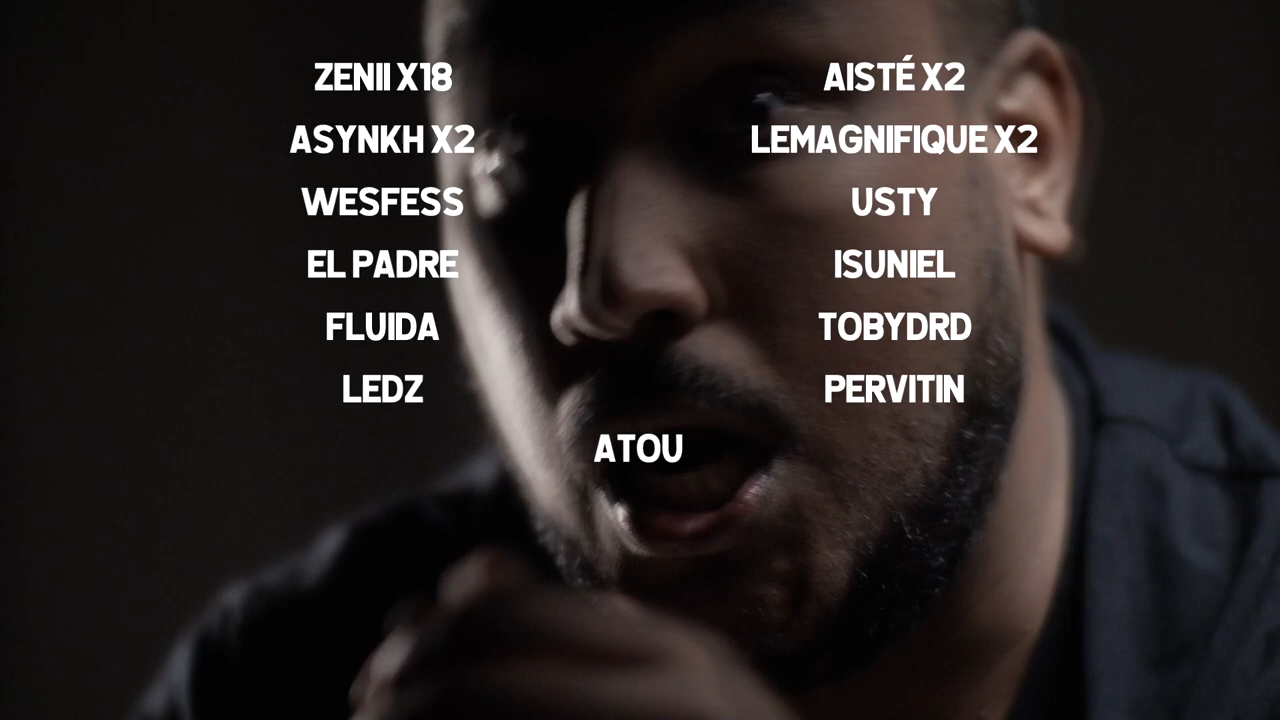 ZENII X18
ASYNKH X2
WESFESS
EL PADRE
FLUIDA
LEDZ
AISTÉ X2
LEMAGNIFIQUE X2
USTY
ISUNIEL
TOBYDRD
PERVITIN
ATOU